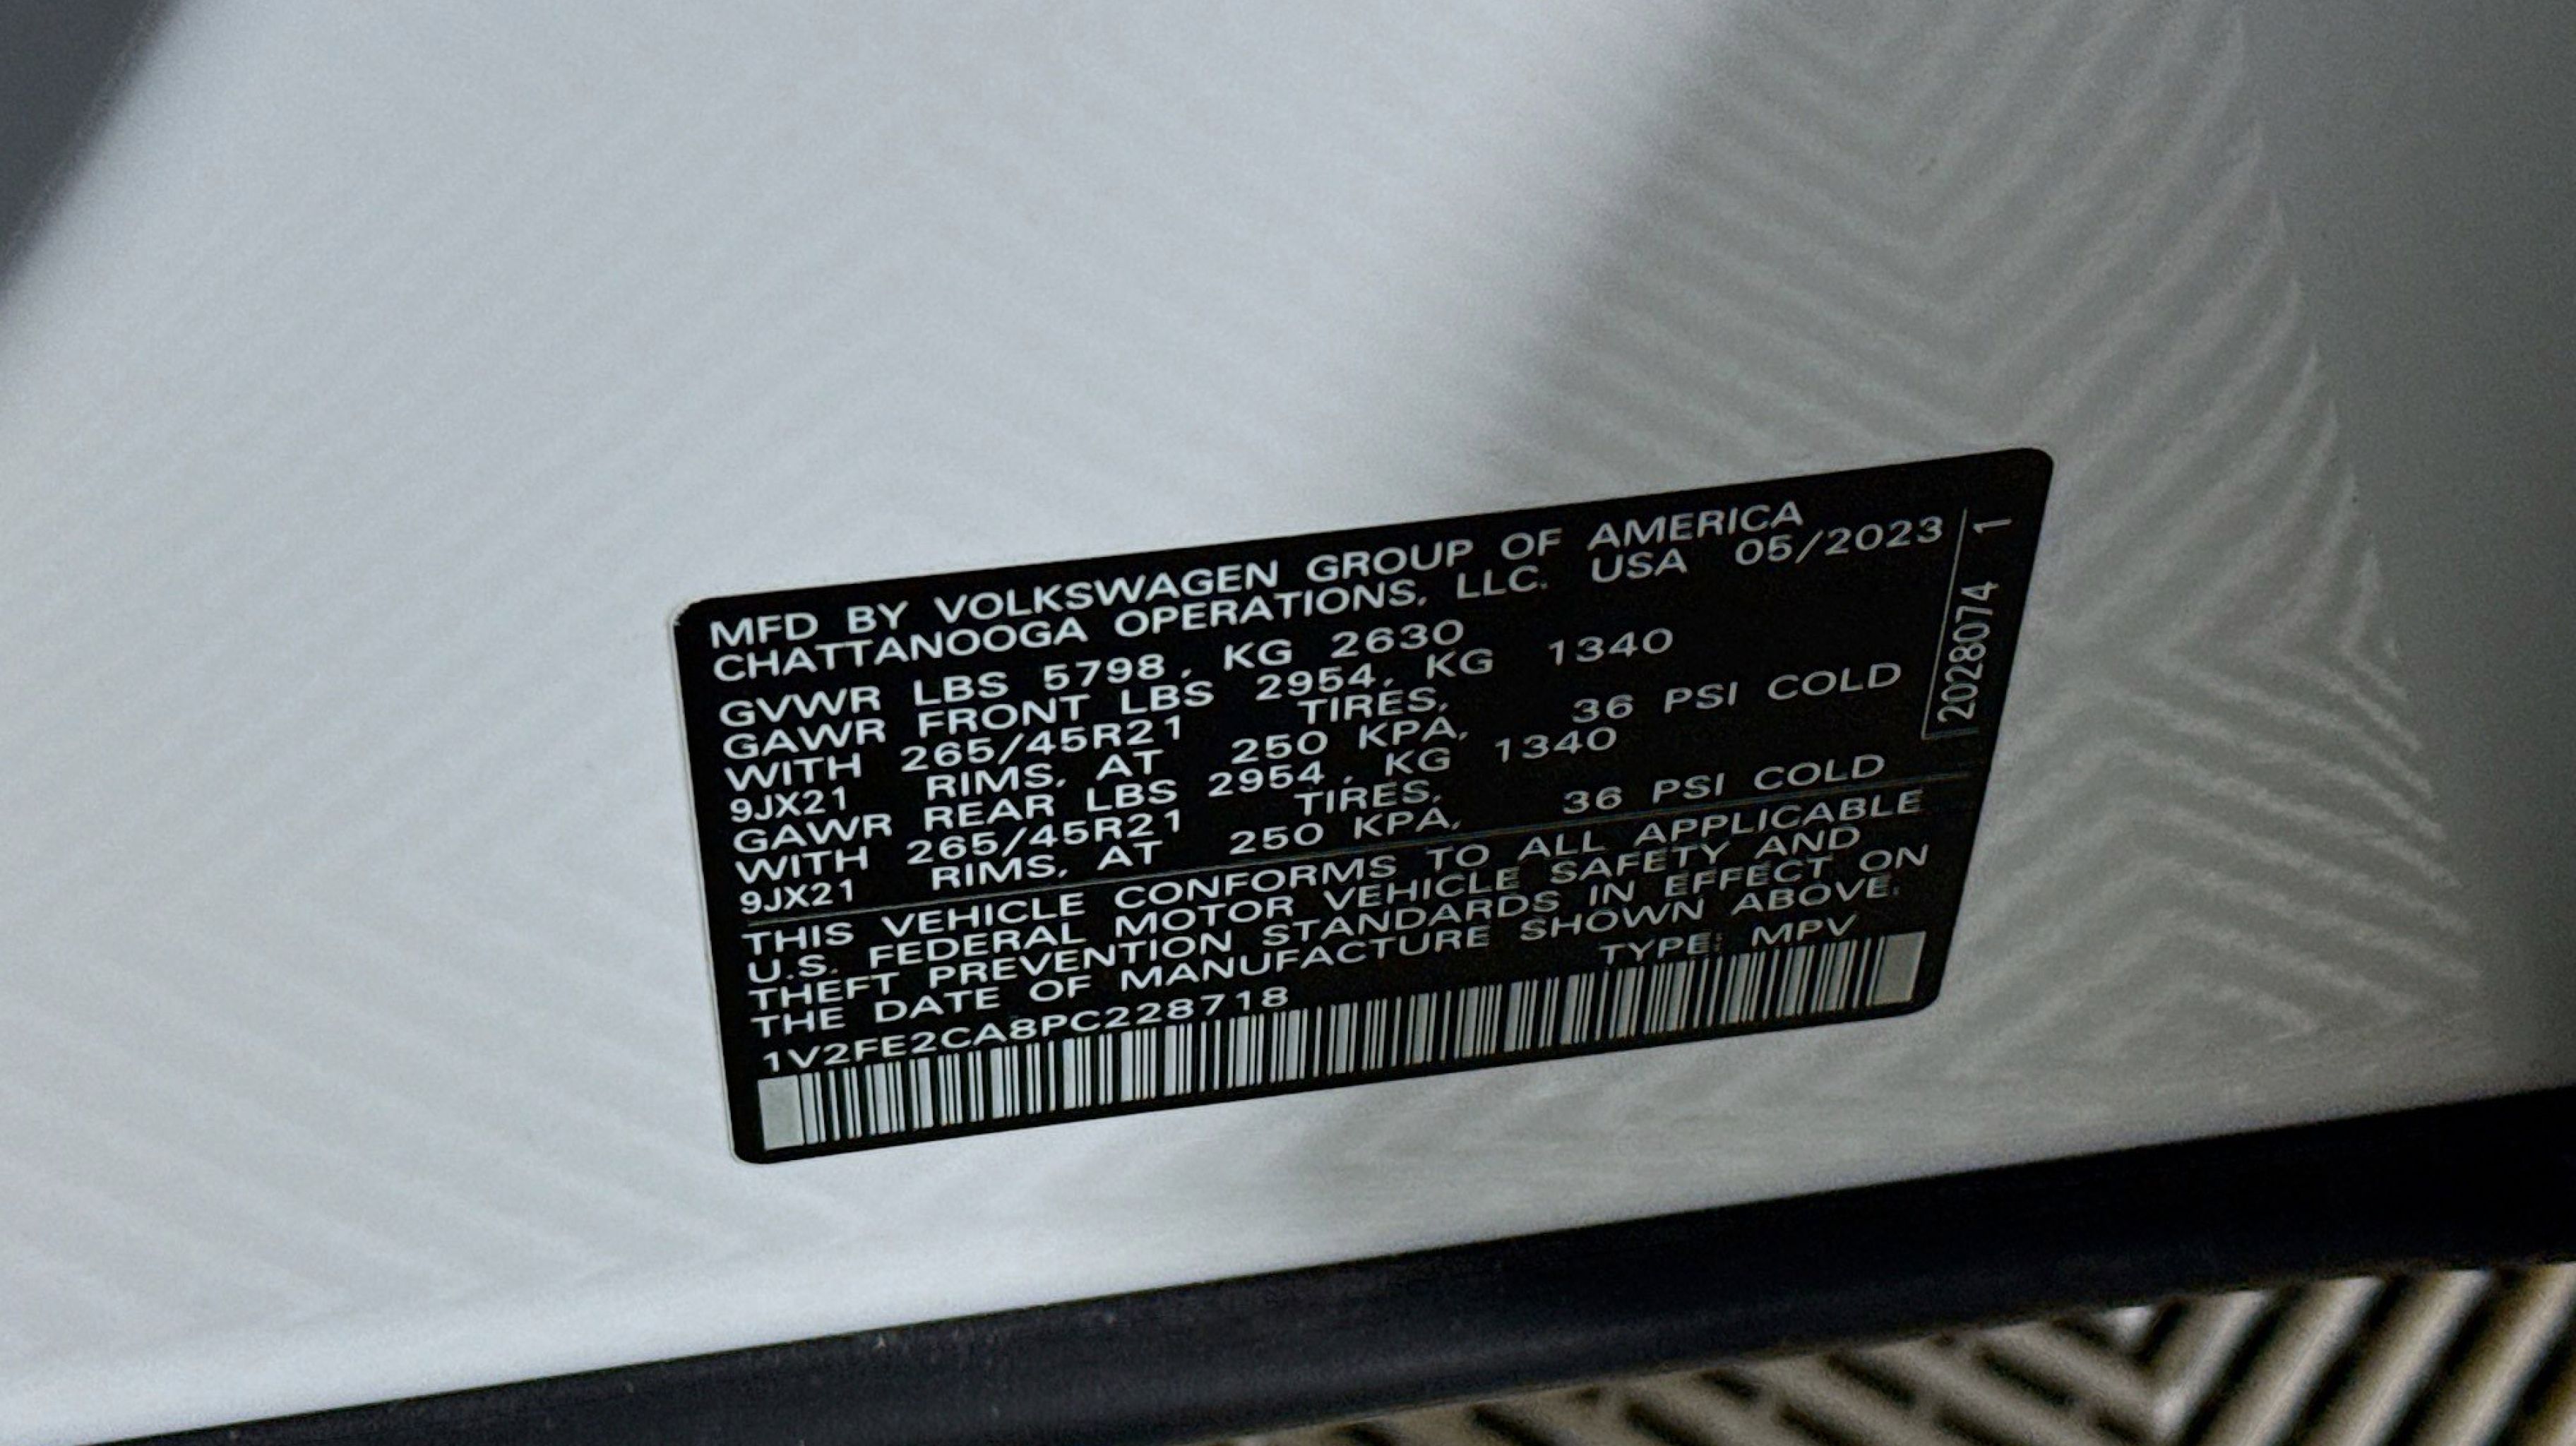 MFD BY VOLKSWAGEN GROUP OF AMERICA
CHATTANOOGA OPERATIONS, LLC. USA 05/2023
GVWR LBS 5798, KG 2630
GAWR FRONT LBS 2954, KG 1340
WITH 265/45R21 TIRES,
9JX21 RIMS, AT 250 KPA, 36 PSI COLD
GAWR REAR LBS 2954, KG 1340
WITH 265/45R21 TIRES,
9JX21 RIMS, AT 250 KPA, 36 PSI COLD
THIS VEHICLE CONFORMS TO ALL APPLICABLE
U.S. FEDERAL MOTOR VEHICLE SAFETY AND
THEFT PREVENTION STANDARDS IN EFFECT ON
THE DATE OF MANUFACTURE SHOWN ABOVE.
TYPE: MPV
1V2FE2CA8PC228718
2028074 1